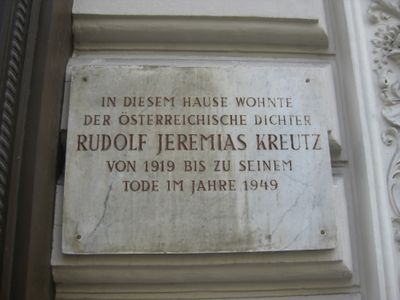 IN DIESEM HAUSE WOHNTE
DER ÖSTERREICHISCHE DICHTER
RUDOLF JEREMIAS KREUTZ
VON 1919 BIS ZU SEINEM
TODE IM JAHRE 1949